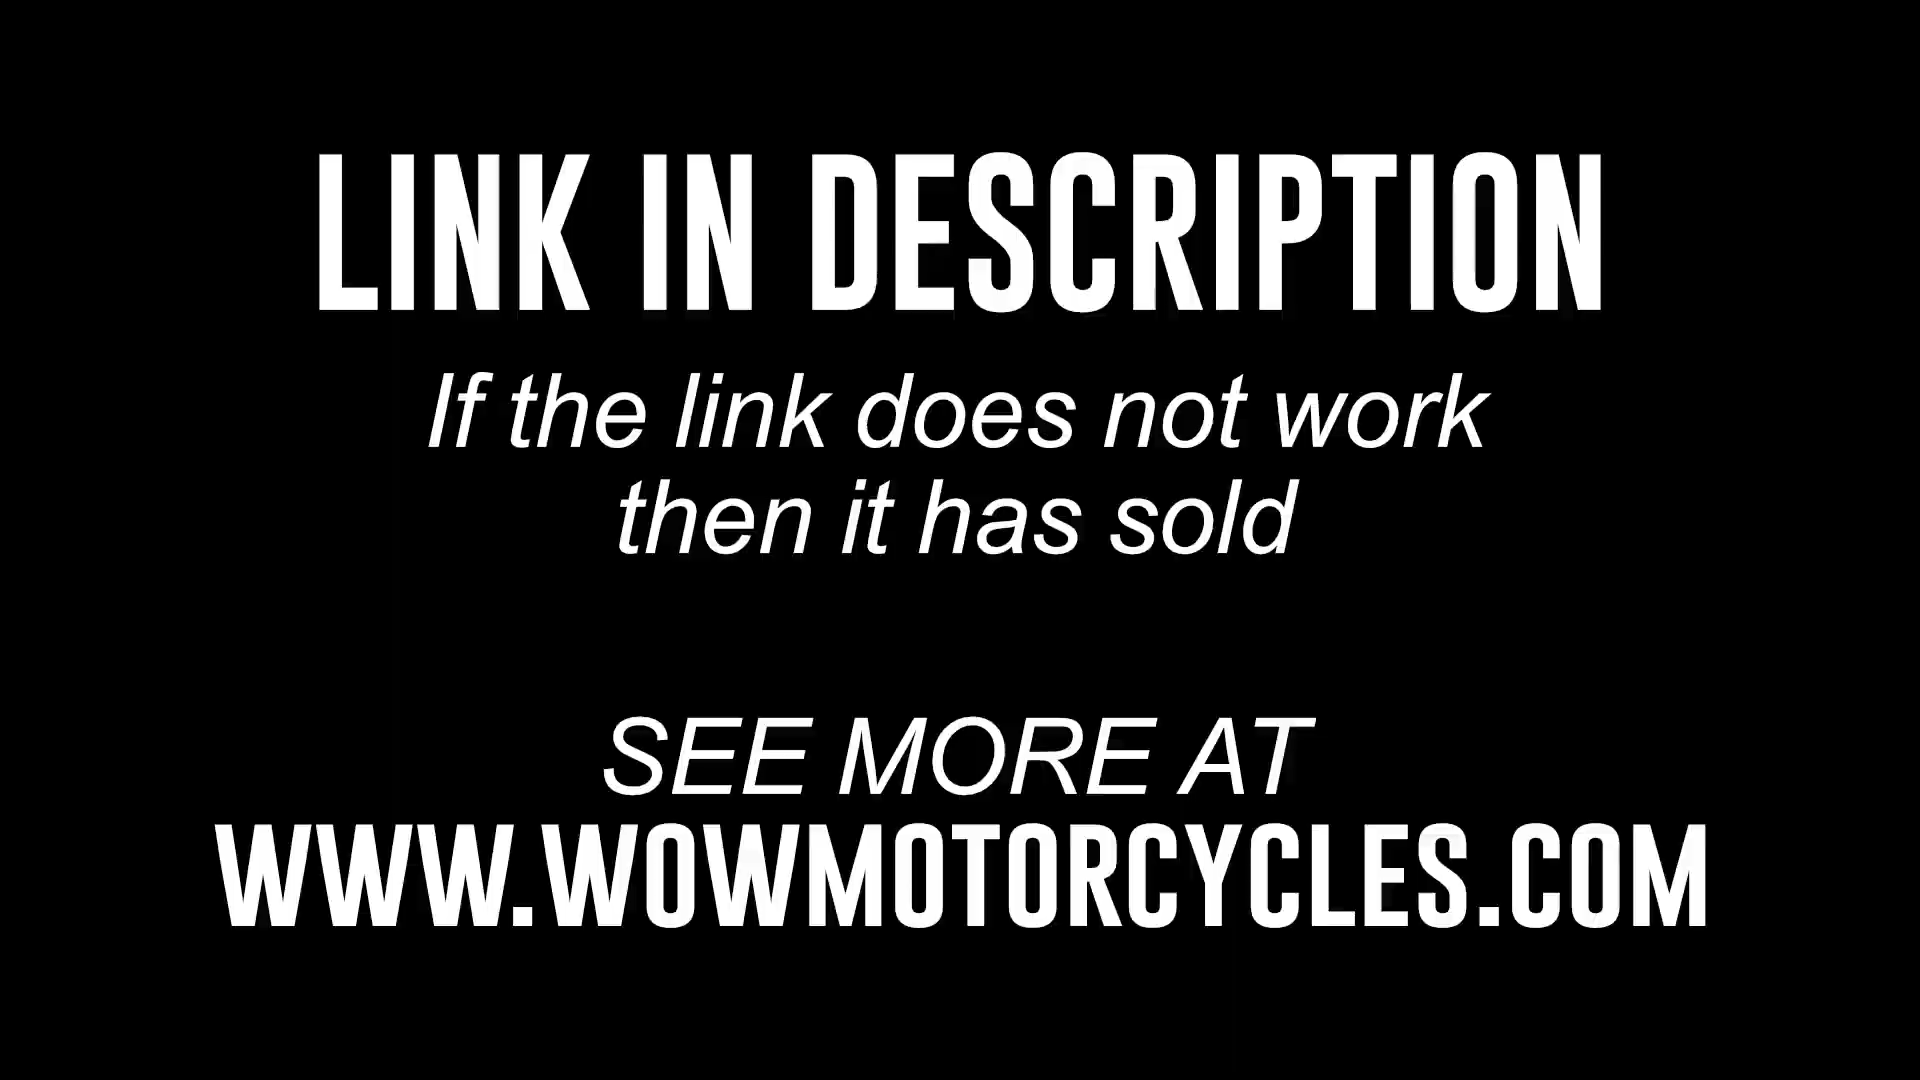 LINK IN DESCRIPTION
If the link does not work
then it has sold
SEE MORE AT
WWW.WOWMOTORCYCLES.COM